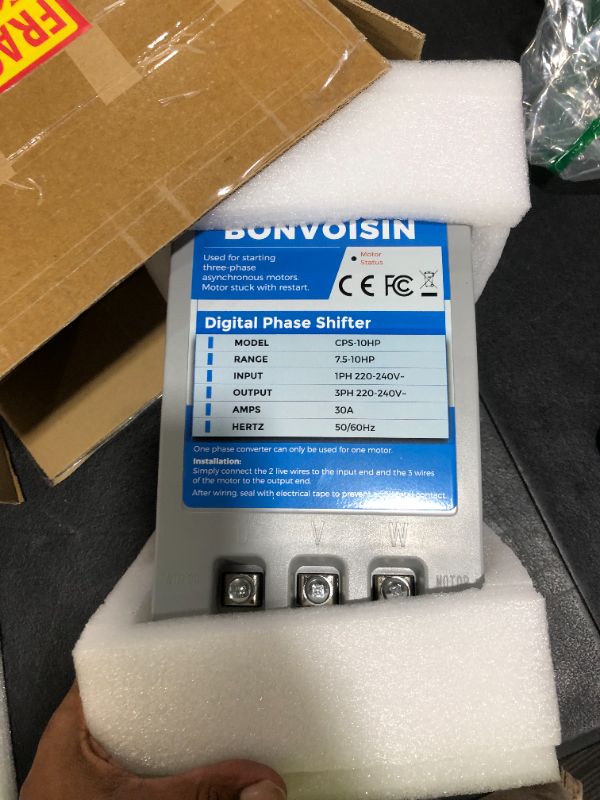 FRAG
BONVOISIN
Used for starting
three-phase
asynchronous motors.
Motor stuck with restart.
Motor
Status
CE FC
Digital Phase Shifter
MODEL CPS-10HP
RANGE 7.5-10HP
INPUT 1PH 220-240V~
OUTPUT 3PH 220-240V~
AMPS 30A
HERTZ 50/60Hz
One phase converter can only be used for one motor.
Installation:
Simply connect the 2 live wires to the input end and the 3 wires
of the motor to the output end.
After wiring, seal with electrical tape to prevent accidental contact.
U V W
MOTOR MOTOR